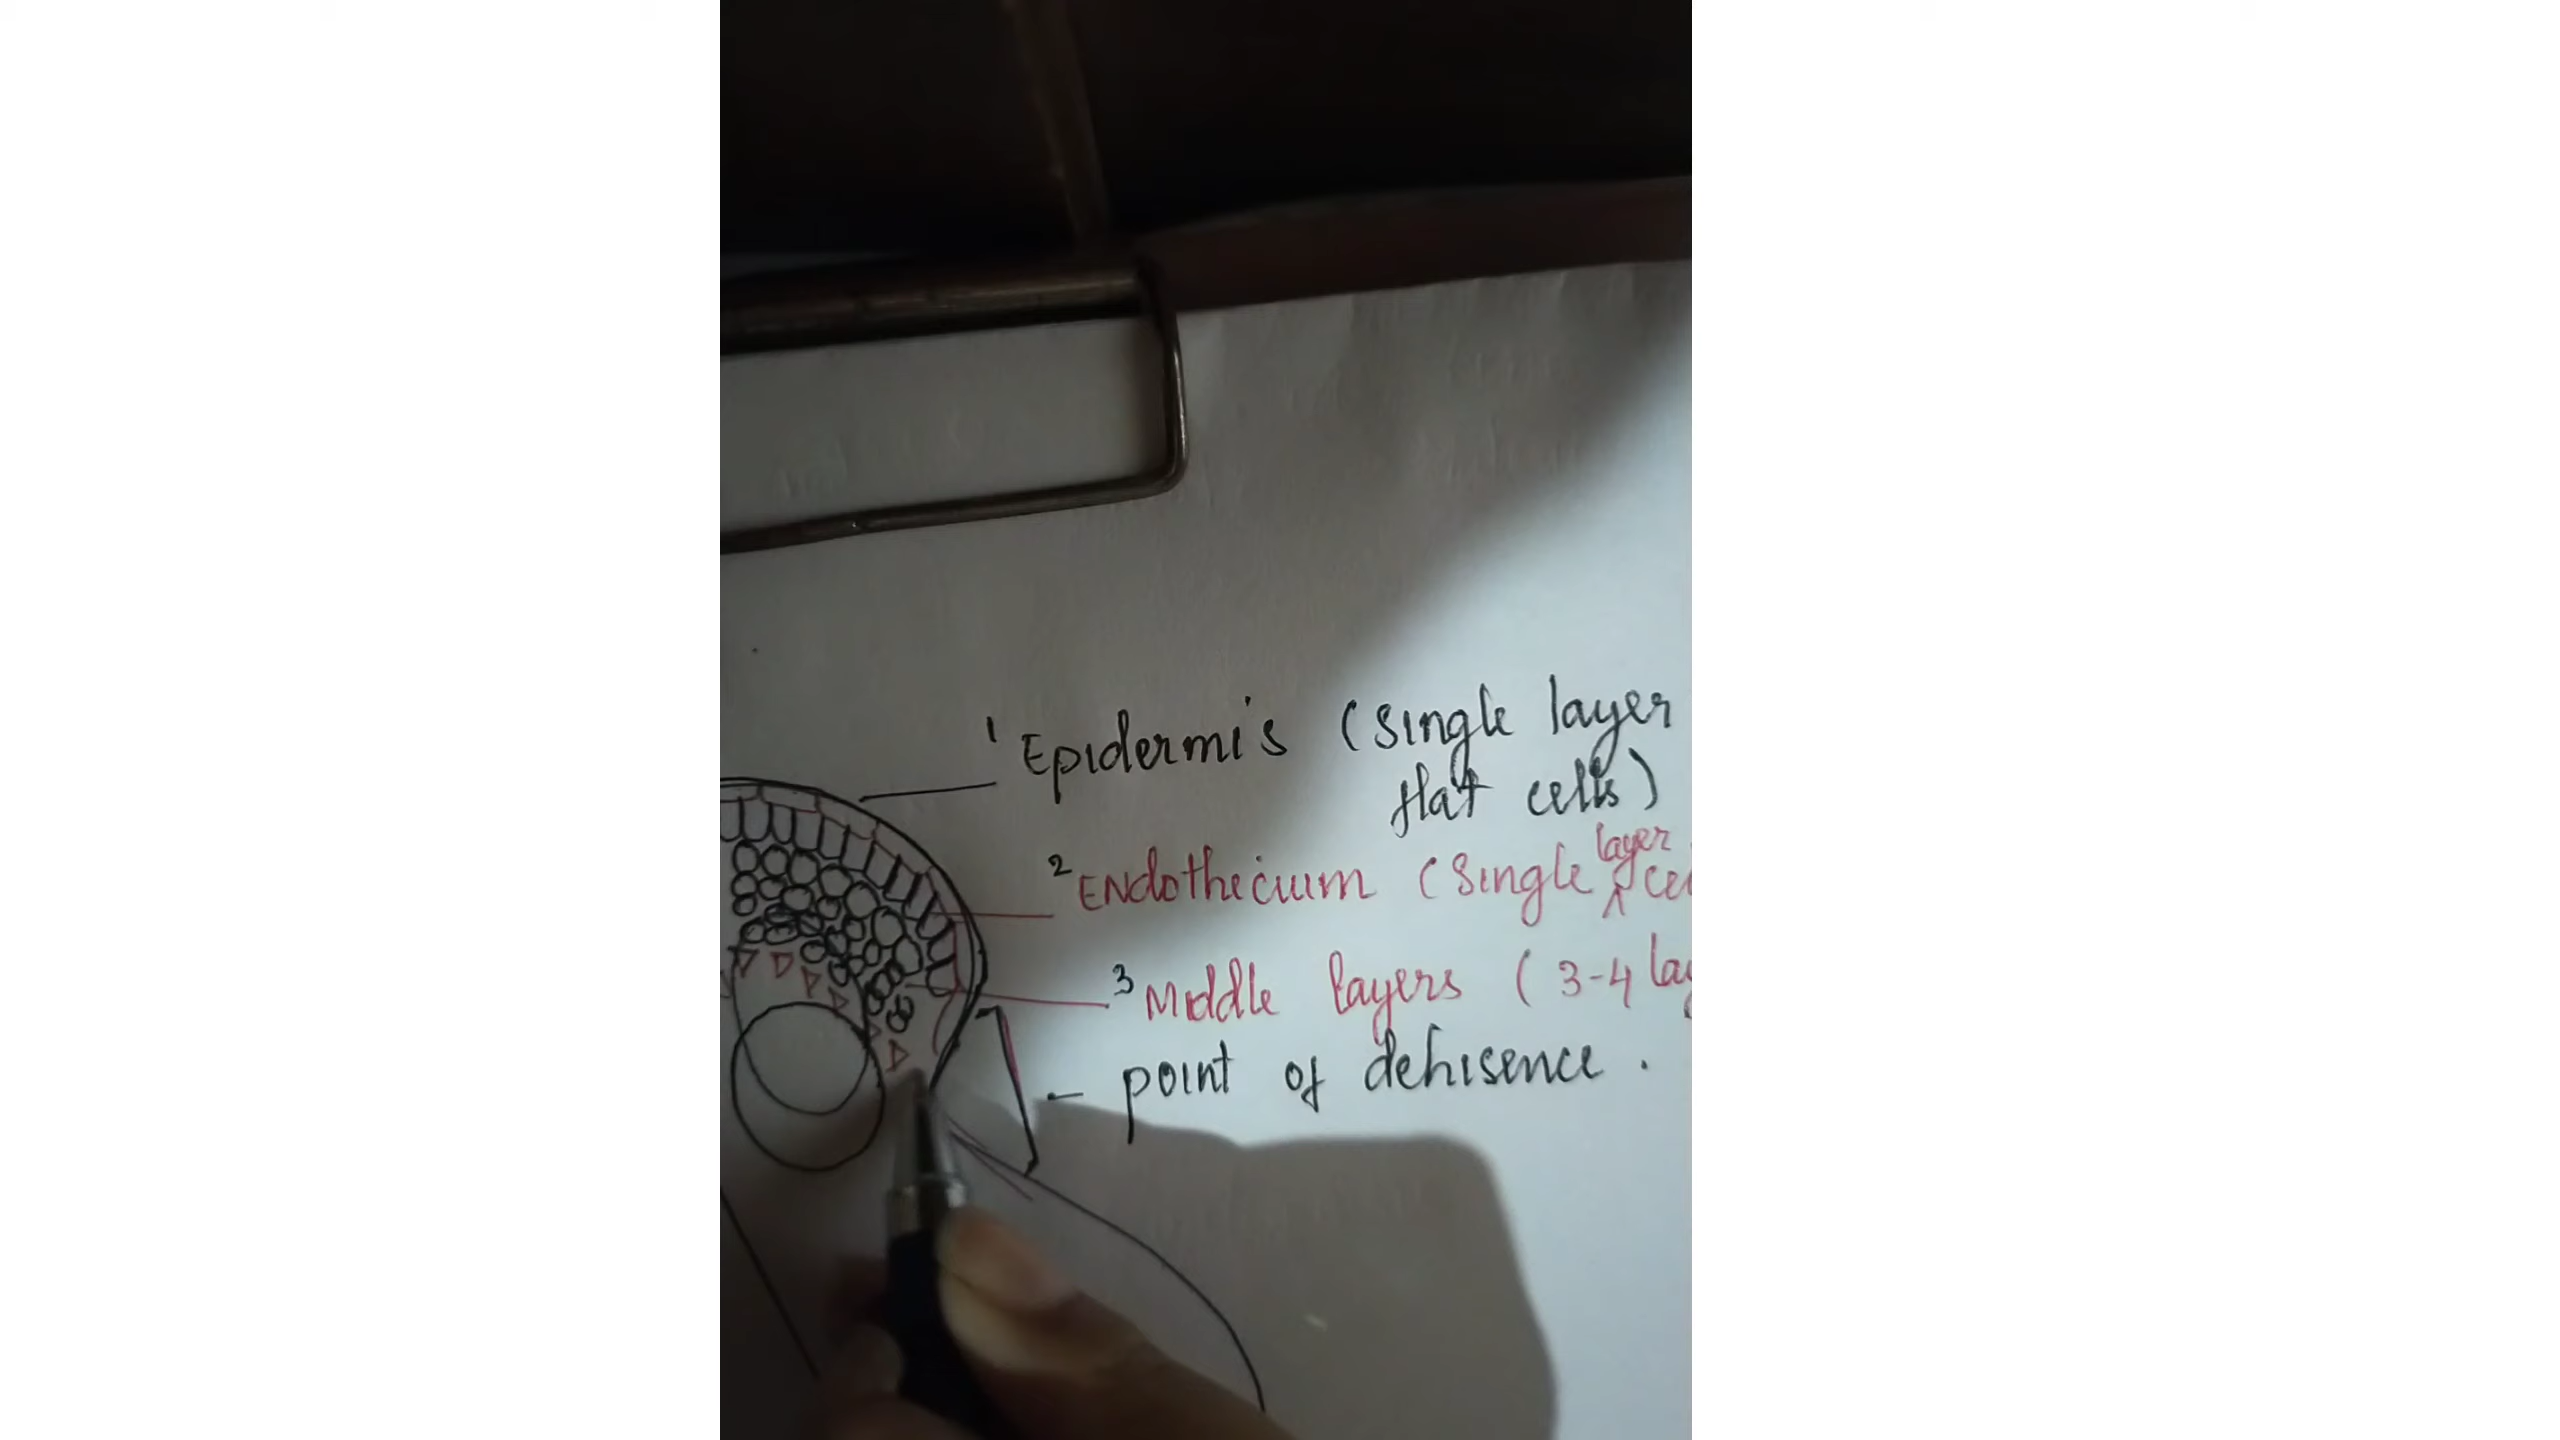 1 Epidermis (single layer
flat cells)
layer
2 Endothecium (single ^
3 Middle layers (3-4
- point of dehisence.